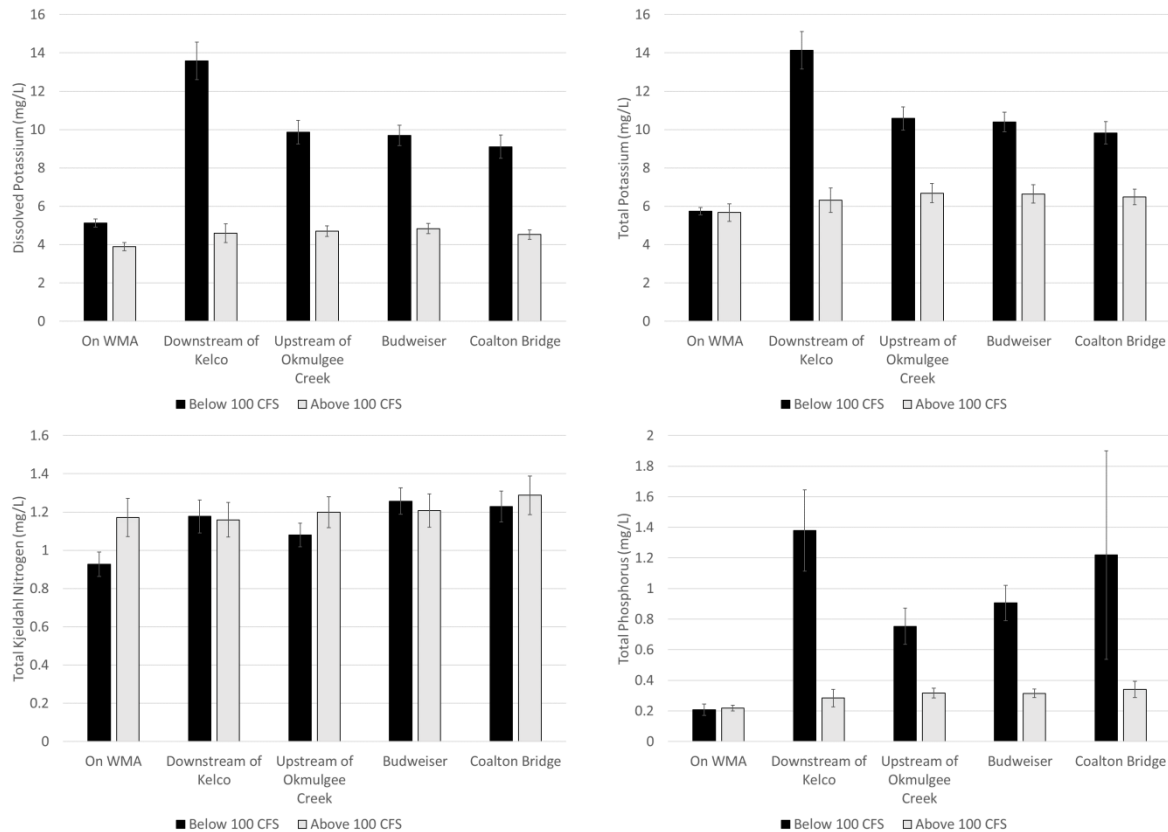 Dissolved Potassium (mg/L)
16
14
12
10
8
6
4
2
0
On WMA
Downstream of
Kelco
Upstream of
Okmulgee
Creek
Budweiser
Coalton Bridge
Below 100 CFS
Above 100 CFS
Total Potassium (mg/L)
16
14
12
10
8
6
4
2
0
On WMA
Downstream of
Kelco
Upstream of
Okmulgee
Creek
Budweiser
Coalton Bridge
Below 100 CFS
Above 100 CFS
Total Kjeldahl Nitrogen (mg/L)
1.6
1.4
1.2
1
0.8
0.6
0.4
0.2
0
On WMA
Downstream of
Kelco
Upstream of
Okmulgee
Creek
Budweiser
Coalton Bridge
Below 100 CFS
Above 100 CFS
Total Phosphorus (mg/L)
2
1.8
1.6
1.4
1.2
1
0.8
0.6
0.4
0.2
0
On WMA
Downstream of
Kelco
Upstream of
Okmulgee
Creek
Budweiser
Coalton Bridge
Below 100 CFS
Above 100 CFS